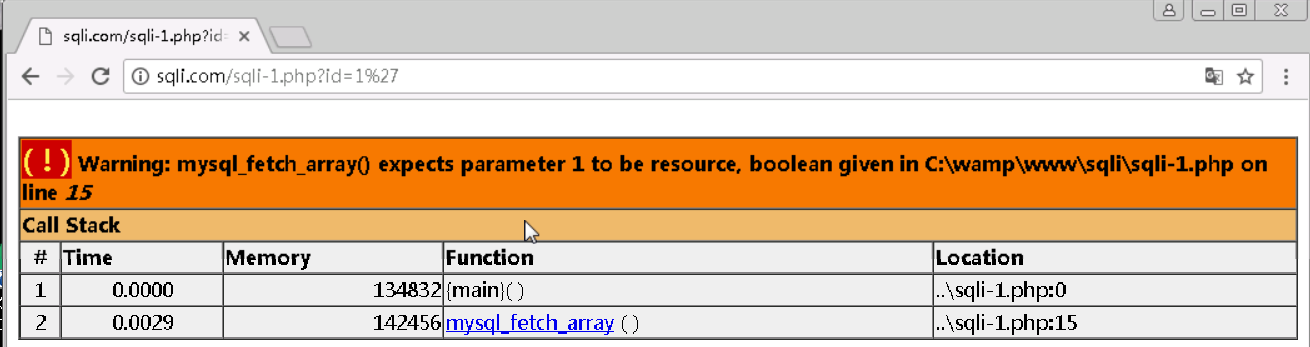 sqli.com/sqli-1.php?id=
sqli.com/sqli-1.php?id=1%27
(!) Warning: mysql_fetch_array() expects parameter 1 to be resource, boolean given in C:\wamp\www\sqli\sqli-1.php on
line 15
Call Stack
# Time Memory Function Location
1 0.0000 134832 {main}( ) ..\sqli-1.php:0
2 0.0029 142456 mysql_fetch_array ( ) ..\sqli-1.php:15